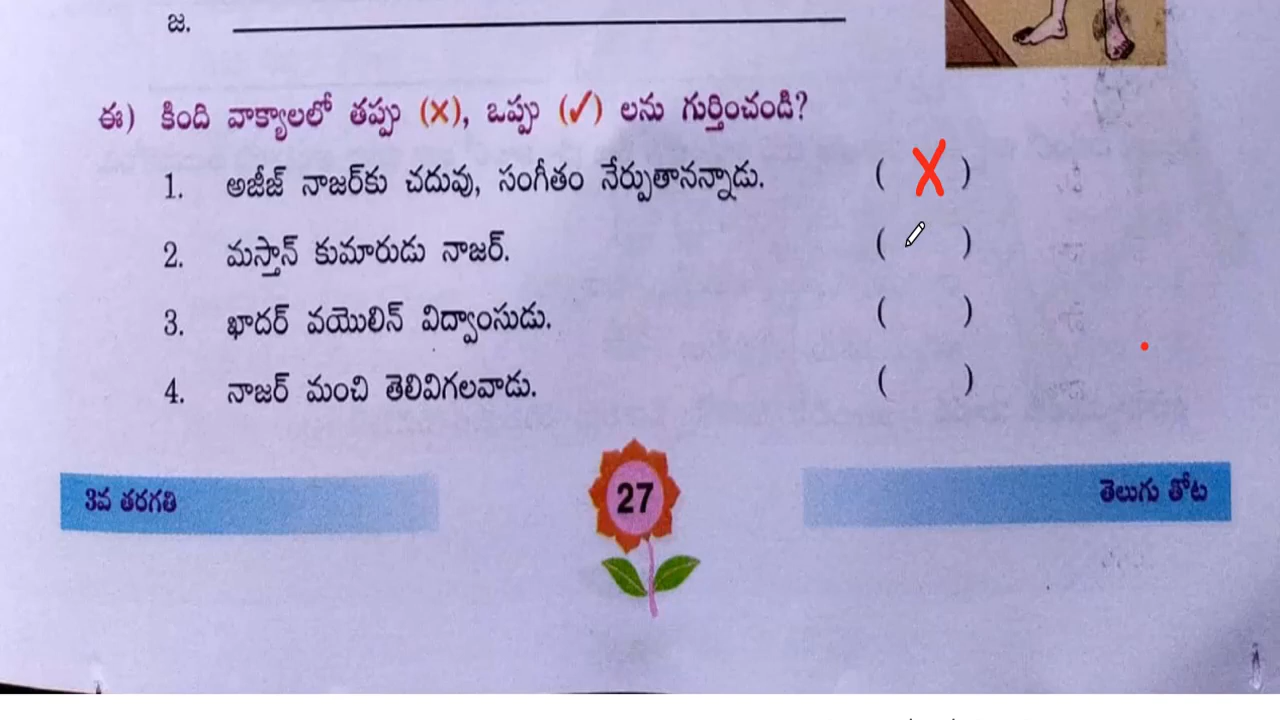 జ.
ఈ) కింది వాక్యాలలో తప్పు (×), ఒప్పు (✓) లను గుర్తించండి?
1. అజీజ్ నాజర్‌కు చదువు, సంగీతం నేర్పుతానన్నాడు. ( X )
2. మస్తాన్ కుమారుడు నాజర్. ( )
3. ఖాదర్ వయొలిన్ విద్వాంసుడు. ( )
4. నాజర్ మంచి తెలివిగలవాడు. ( )
3వ తరగతి 27 తెలుగు తోట